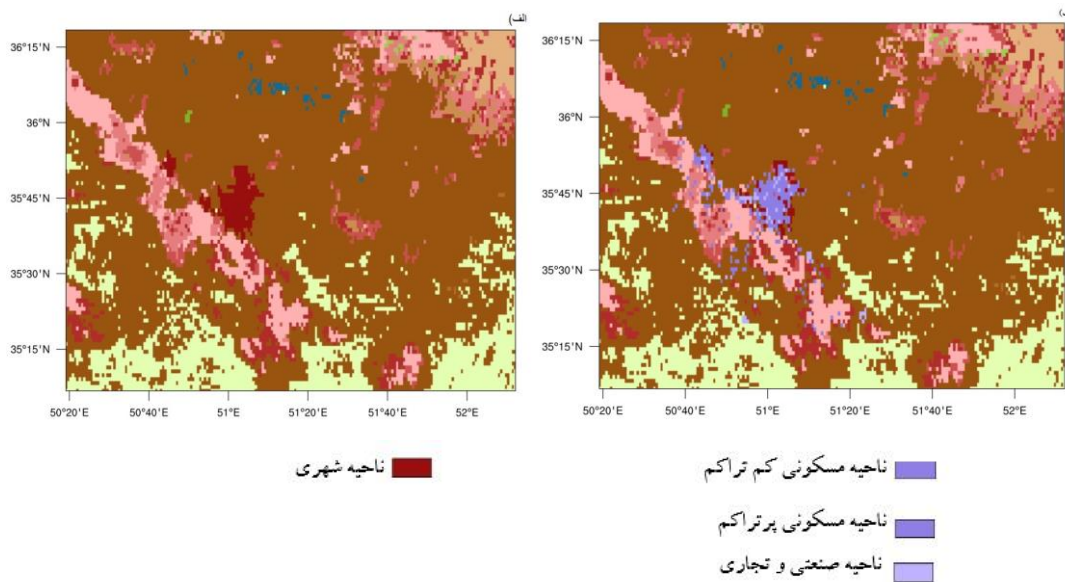 الف)
36°15'N
36°N
35°45'N
35°30'N
35°15'N
50°20'E 50°40'E 51°E 51°20'E 51°40'E 52°E
36°15'N
36°N
35°45'N
35°30'N
35°15'N
50°20'E 50°40'E 51°E 51°20'E 51°40'E 52°E
ناحیه شهری
ناحیه مسکونی کم تراکم
ناحیه مسکونی پرتراکم
ناحیه صنعتی و تجاری